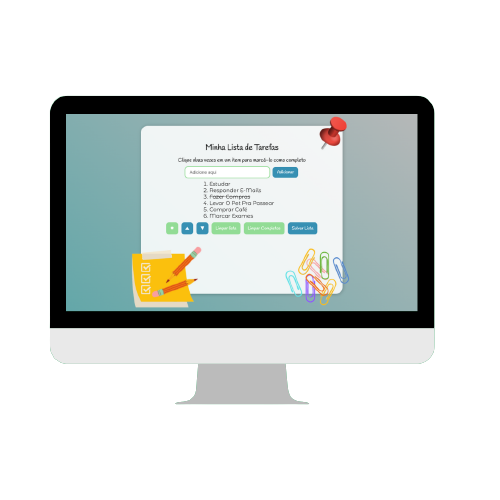 Minha Lista de Tarefas
Clique duas vezes em um item para marcá-lo como completo
Adicione aqui Adicionar
1. Estudar
2. Responder E-Mails
3. Fazer Compras
4. Levar O Pet Pra Passear
5. Comprar Café
6. Marcar Exames
Limpar lista Limpar Completos Salvar Lista